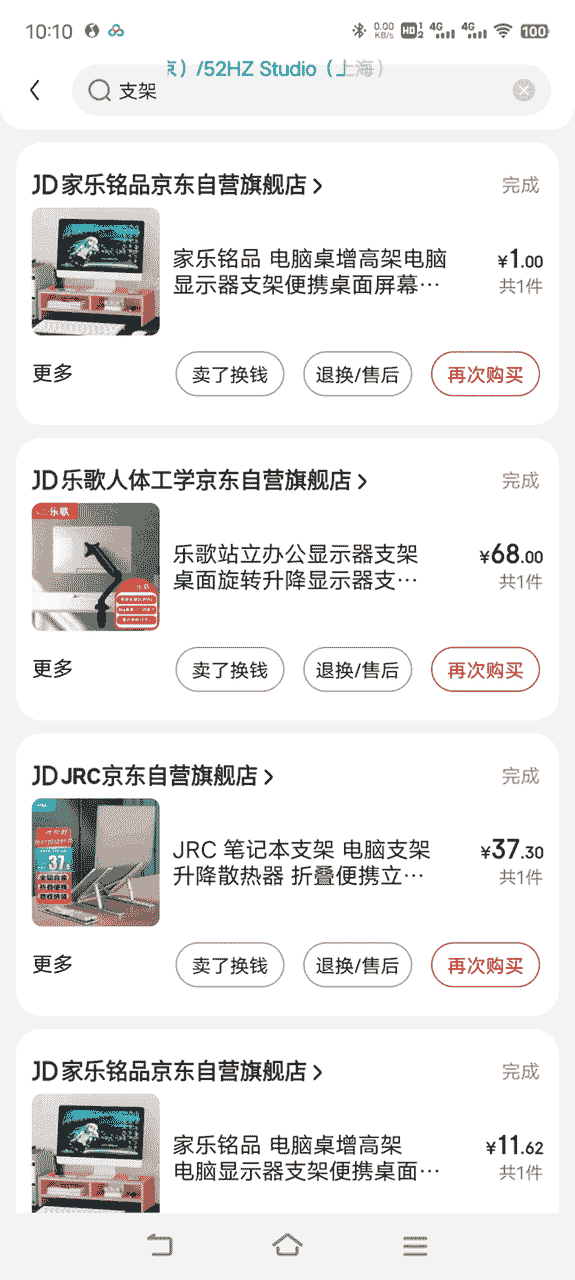 10:10
0.00 KB/s HD 1 2 4G 4G 100
京）/52HZ Studio（上海）
支架
JD家乐铭品京东自营旗舰店 >
完成
家乐铭品 电脑桌增高架电脑
显示器支架便携桌面屏幕…
¥1.00
共1件
更多
卖了换钱
退换/售后
再次购买
JD乐歌人体工学京东自营旗舰店 >
完成
乐歌
乐歌站立办公显示器支架
桌面旋转升降显示器支…
¥68.00
共1件
更多
卖了换钱
退换/售后
再次购买
JD JRC京东自营旗舰店 >
完成
37
JRC 笔记本支架 电脑支架
升降散热器 折叠便携立…
¥37.30
共1件
更多
卖了换钱
退换/售后
再次购买
JD家乐铭品京东自营旗舰店 >
完成
家乐铭品 电脑桌增高架
电脑显示器支架便携桌面…
¥11.62
共1件